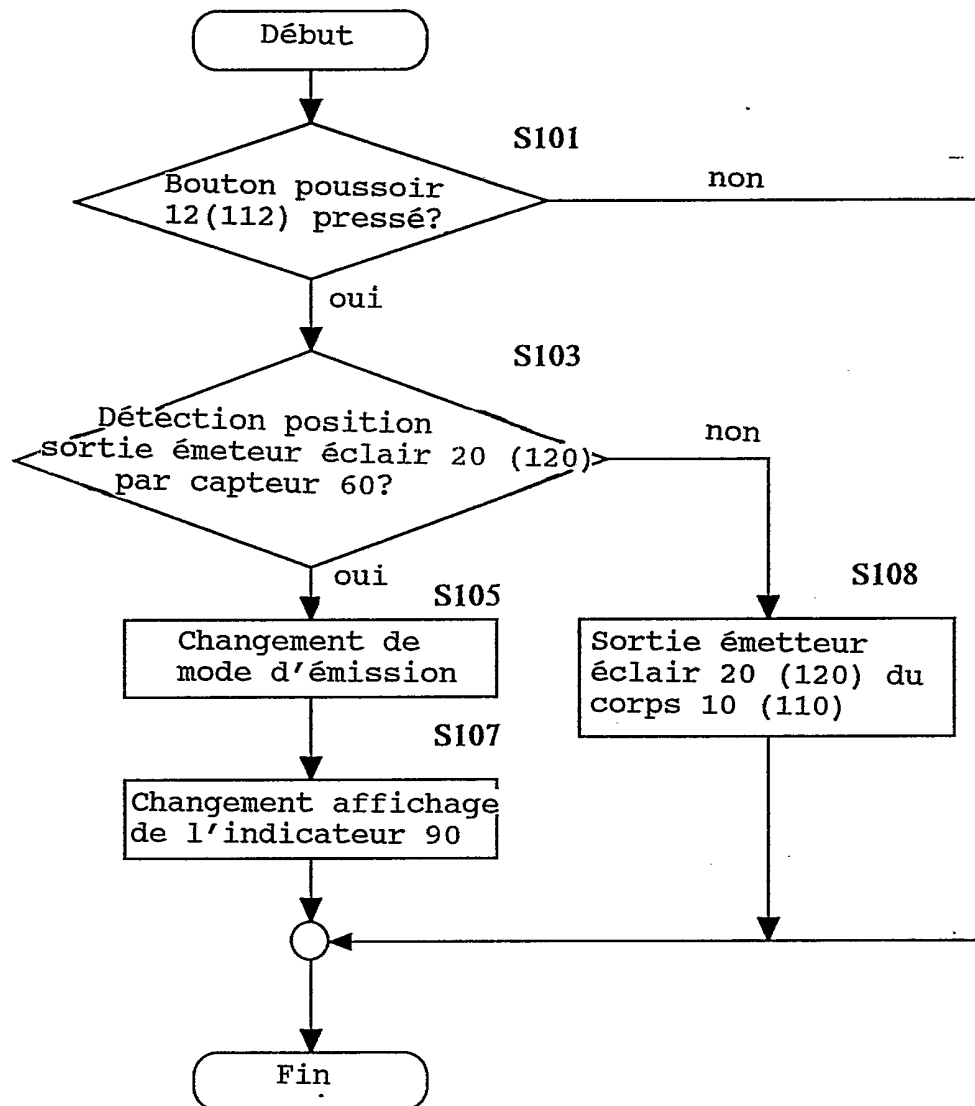 Début
S101
Bouton poussoir
12(112) pressé?
non
oui
S103
Détection position
sortie émeteur éclair 20 (120)
par capteur 60?
non
oui
S105
Changement de
mode d'émission
S108
Sortie émetteur
éclair 20 (120) du
corps 10 (110)
S107
Changement affichage
de l'indicateur 90
Fin